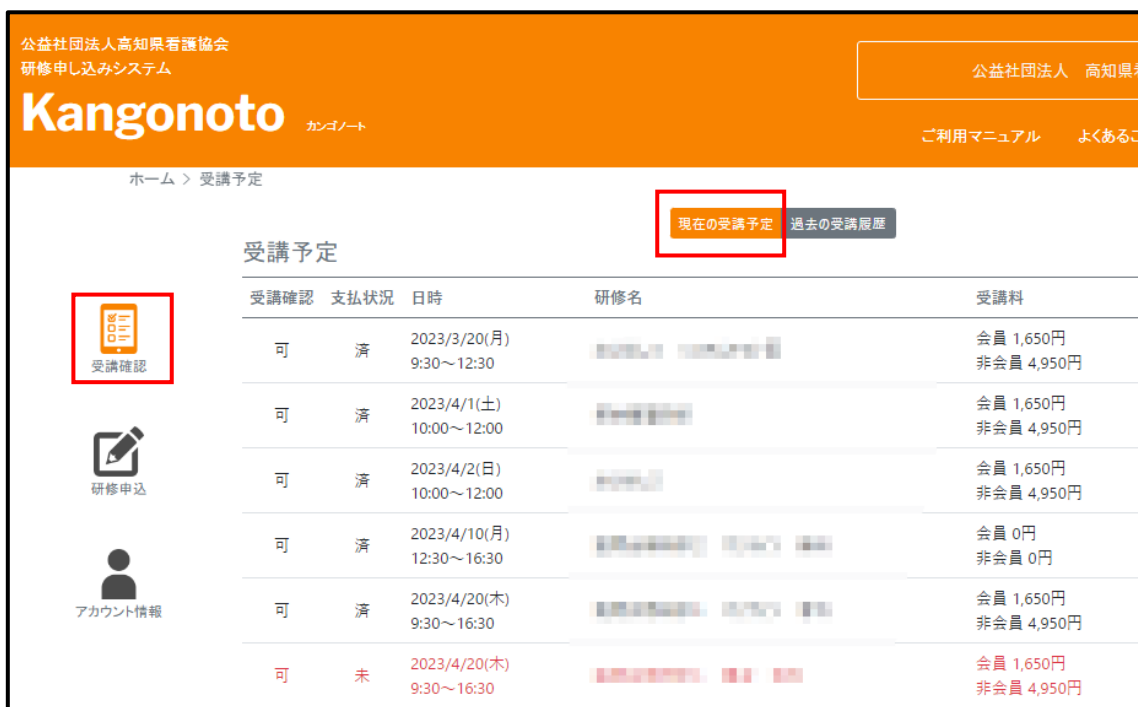 公益社団法人高知県看護協会
研修申し込みシステム
Kangonoto カンゴノート
公益社団法人 高知県
ご利用マニュアル よくあるご
ホーム > 受講予定
現在の受講予定 過去の受講履歴
受講予定
受講確認 支払状況 日時 研修名 受講料
可 済 2023/3/20(月) 会員 1,650円
9:30～12:30 非会員 4,950円
可 済 2023/4/1(土) 会員 1,650円
10:00～12:00 非会員 4,950円
可 済 2023/4/2(日) 会員 1,650円
10:00～12:00 非会員 4,950円
可 済 2023/4/10(月) 会員 0円
12:30～16:30 非会員 0円
可 済 2023/4/20(木) 会員 1,650円
9:30～16:30 非会員 4,950円
可 未 2023/4/20(木) 会員 1,650円
9:30～16:30 非会員 4,950円
受講確認
研修申込
アカウント情報